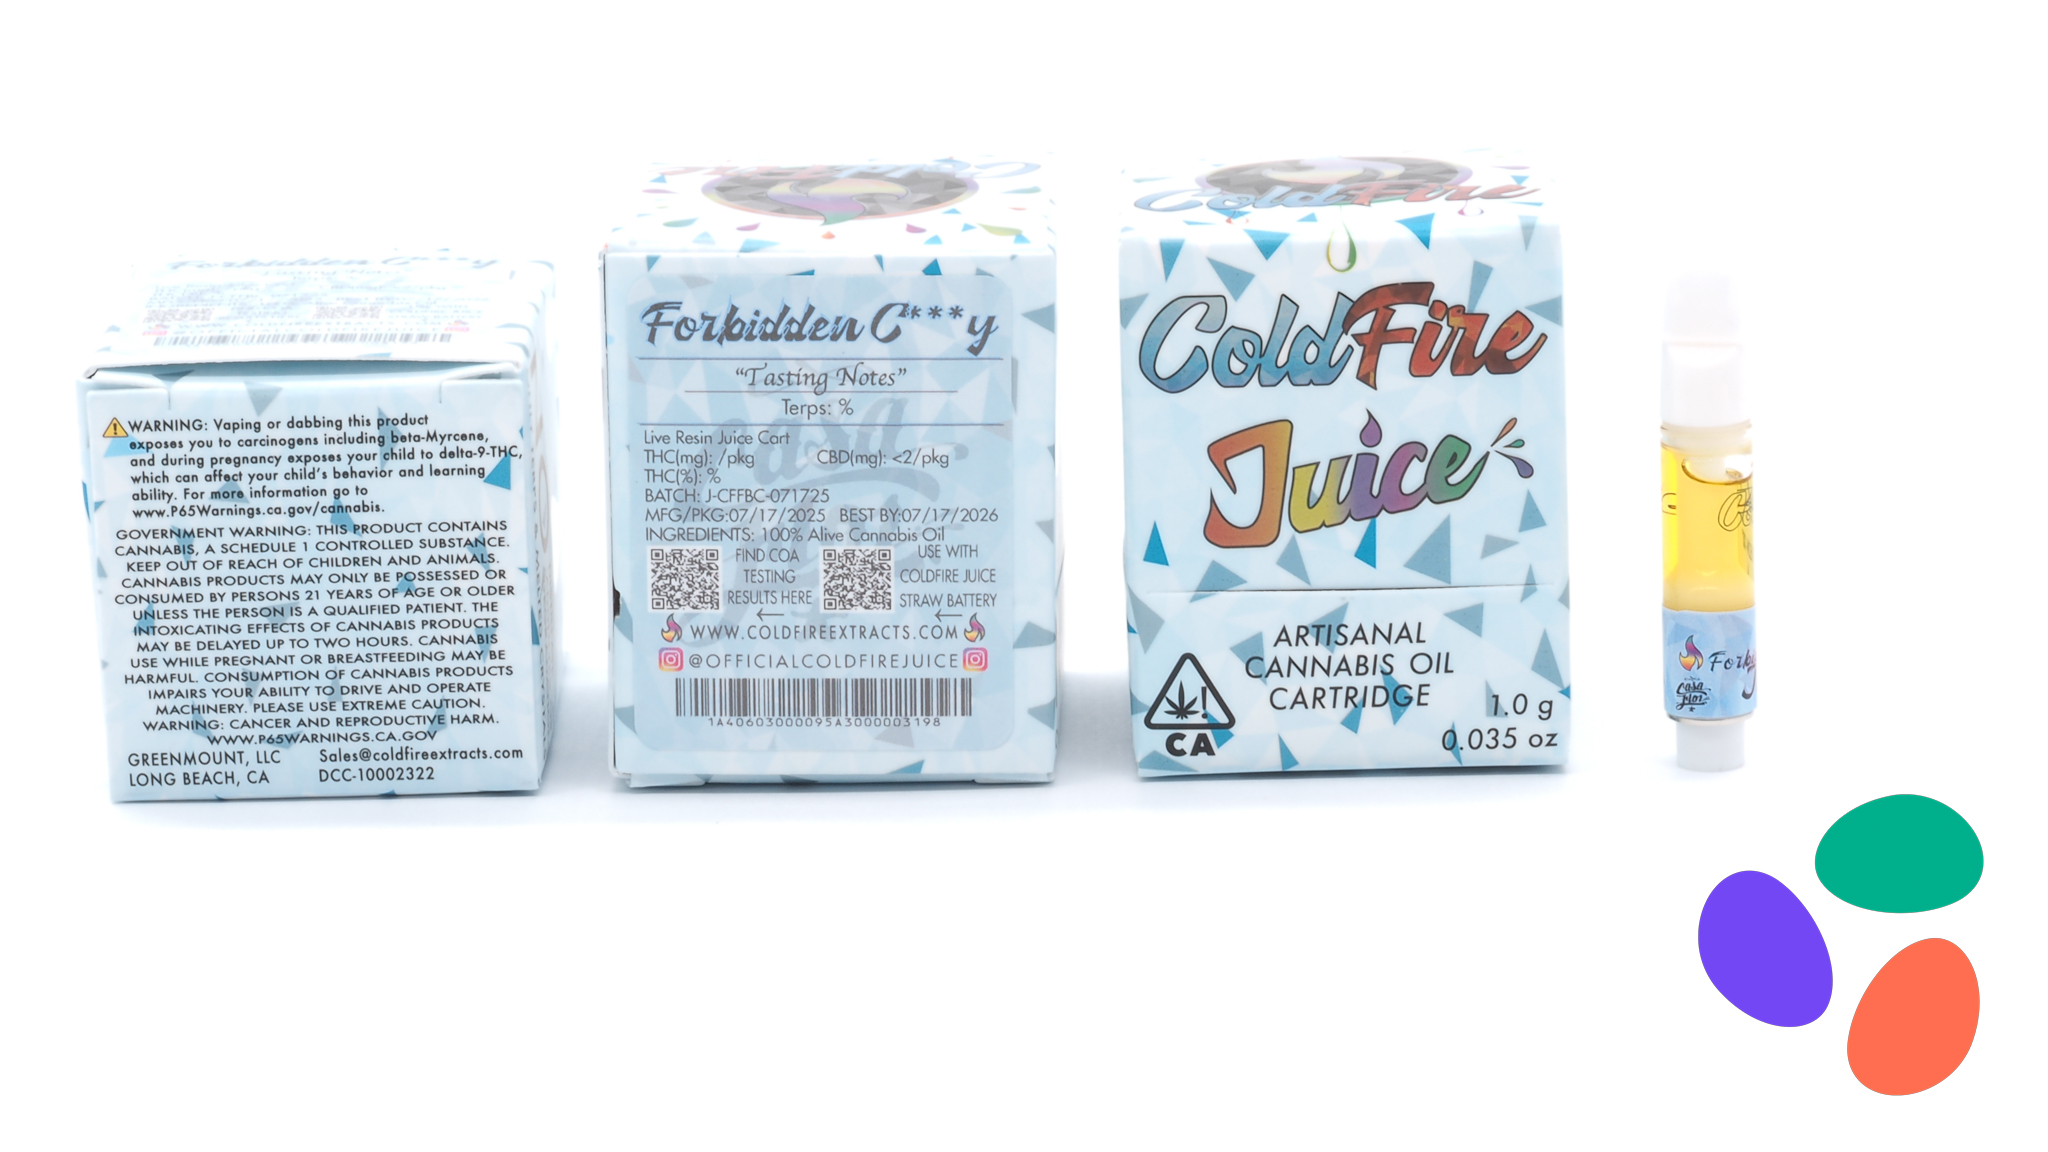 Forbidden C***y
WARNING: Vaping or dabbing this product
exposes you to carcinogens including beta-Myrcene,
and during pregnancy exposes your child to delta-9-THC,
which can affect your child's behavior and learning
ability. For more information go to
www.P65Warnings.ca.gov/cannabis.
GOVERNMENT WARNING: THIS PRODUCT CONTAINS
CANNABIS, A SCHEDULE 1 CONTROLLED SUBSTANCE.
KEEP OUT OF REACH OF CHILDREN AND ANIMALS.
CANNABIS PRODUCTS MAY ONLY BE POSSESSED OR
CONSUMED BY PERSONS 21 YEARS OF AGE OR OLDER
UNLESS THE PERSON IS A QUALIFIED PATIENT. THE
INTOXICATING EFFECTS OF CANNABIS PRODUCTS
MAY BE DELAYED UP TO TWO HOURS. CANNABIS
USE WHILE PREGNANT OR BREASTFEEDING MAY BE
HARMFUL. CONSUMPTION OF CANNABIS PRODUCTS
IMPAIRS YOUR ABILITY TO DRIVE AND OPERATE
MACHINERY. PLEASE USE EXTREME CAUTION.
WARNING: CANCER AND REPRODUCTIVE HARM.
WWW.P65WARNINGS.CA.GOV
GREENMOUNT, LLC Sales@coldfireextracts.com
LONG BEACH, CA DCC-10002322
ColdFire
Forbidden C***y
"Tasting Notes"
Terps: %
Live Resin Juice Cart
THC(mg): /pkg CBD(mg): <2/pkg
THC(%): %
BATCH: J-CFFBC-071725
MFG/PKG:07/17/2025 BEST BY:07/17/2026
INGREDIENTS: 100% Alive Cannabis Oil
FIND COA
TESTING
RESULTS HERE
USE WITH
COLDFIRE JUICE
STRAW BATTERY
WWW.COLDFIREEXTRACTS.COM
@OFFICIALCOLDFIREJUICE
1A40603000095A3000003198
Casa Flor
ColdFire
ColdFire
Juice
ARTISANAL
CANNABIS OIL
CARTRIDGE
1.0 g
0.035 oz
CA
Casa
Flor